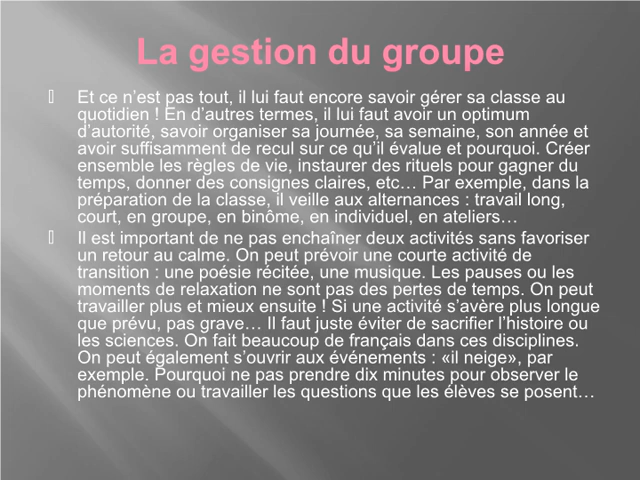 La gestion du groupe
Et ce n’est pas tout, il lui faut encore savoir gérer sa classe au
quotidien ! En d’autres termes, il lui faut avoir un optimum
d’autorité, savoir organiser sa journée, sa semaine, son année et
avoir suffisamment de recul sur ce qu’il évalue et pourquoi. Créer
ensemble les règles de vie, instaurer des rituels pour gagner du
temps, donner des consignes claires, etc… Par exemple, dans la
préparation de la classe, il veille aux alternances : travail long,
court, en groupe, en binôme, en individuel, en ateliers…
Il est important de ne pas enchaîner deux activités sans favoriser
un retour au calme. On peut prévoir une courte activité de
transition : une poésie récitée, une musique. Les pauses ou les
moments de relaxation ne sont pas des pertes de temps. On peut
travailler plus et mieux ensuite ! Si une activité s’avère plus longue
que prévu, pas grave… Il faut juste éviter de sacrifier l’histoire ou
les sciences. On fait beaucoup de français dans ces disciplines.
On peut également s’ouvrir aux événements : «il neige», par
exemple. Pourquoi ne pas prendre dix minutes pour observer le
phénomène ou travailler les questions que les élèves se posent…